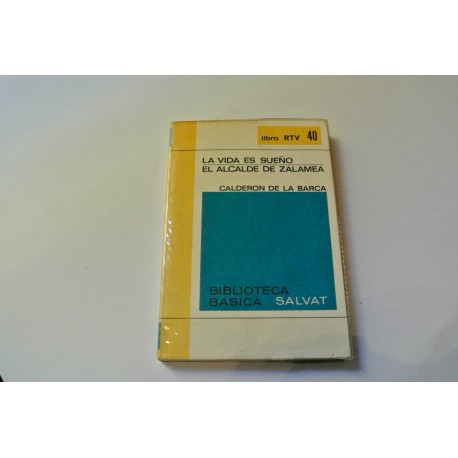 libro RTV 40
LA VIDA ES SUEÑO
EL ALCALDE DE ZALAMEA
CALDERON DE LA BARCA
BIBLIOTECA
BASICA SALVAT